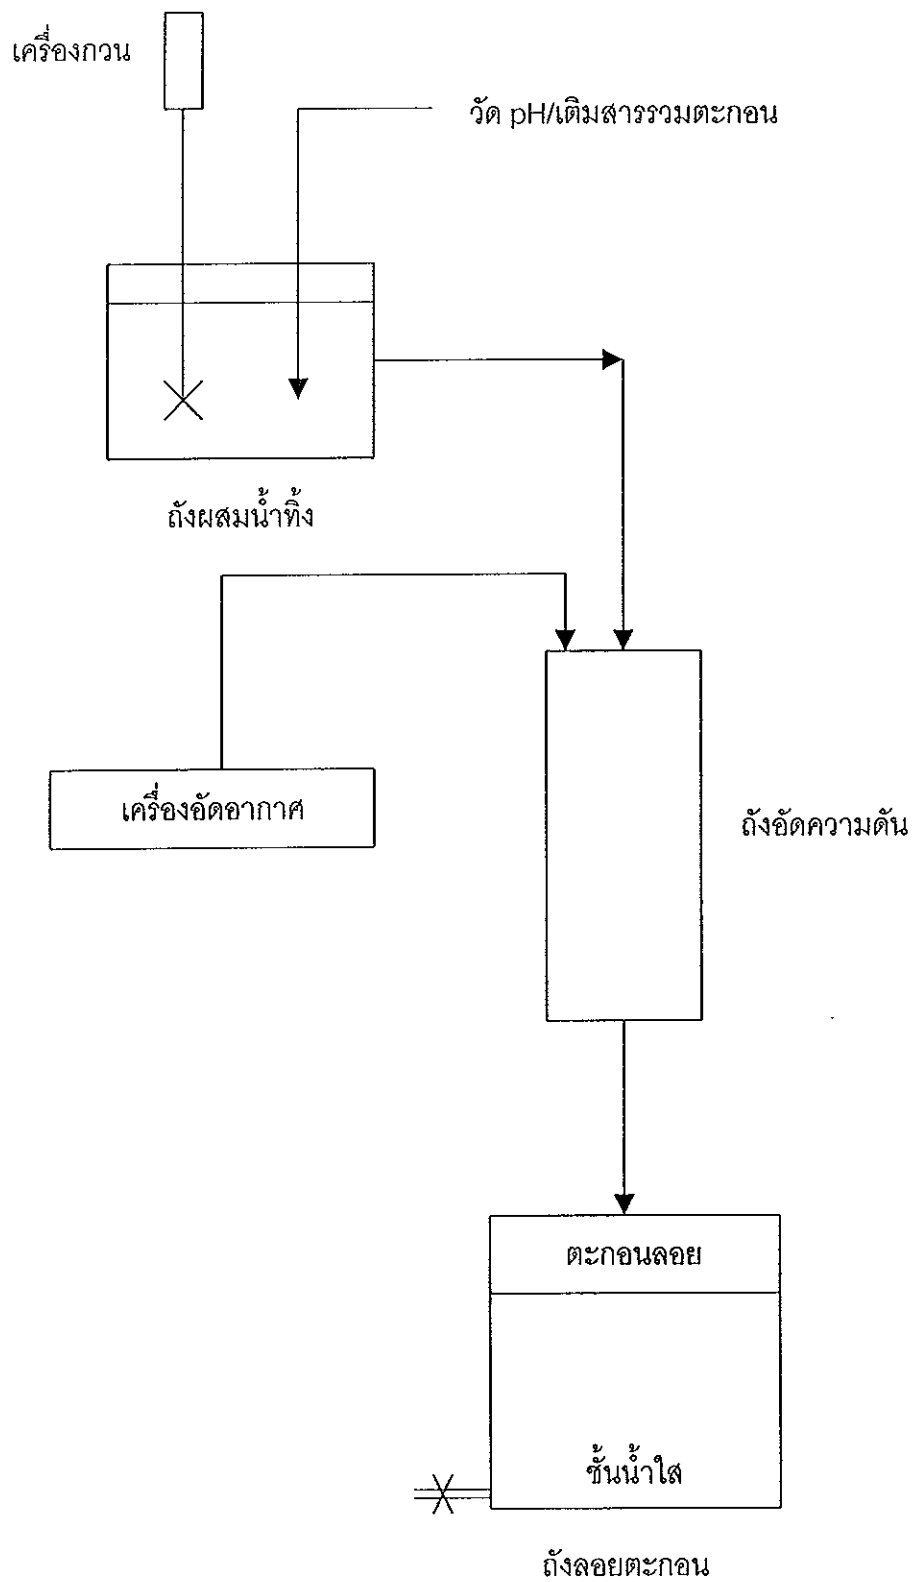 เครื่องกวน
วัด pH/เติมสารรวมตะกอน
ถังผสมน้ำทิ้ง
เครื่องอัดอากาศ
ถังอัดความดัน
ตะกอนลอย
ชั้นน้ำใส
ถังลอยตะกอน